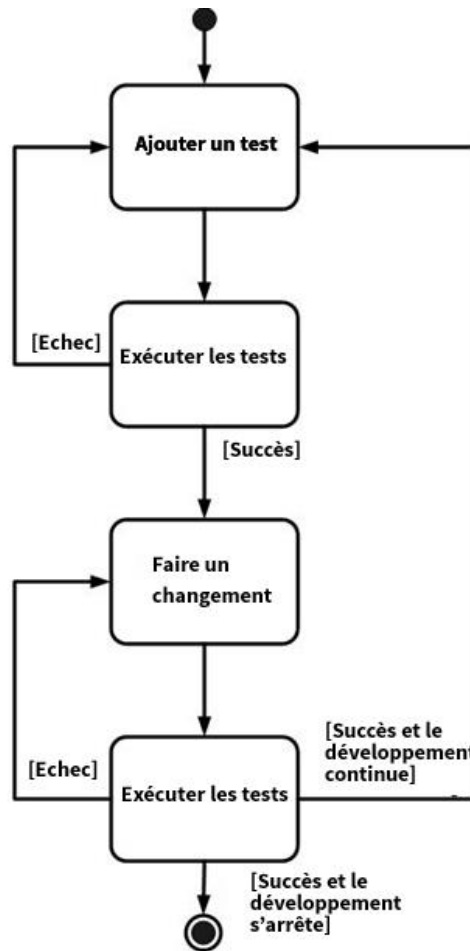 Ajouter un test
[Echec]
Exécuter les tests
[Succès]
Faire un
changement
[Succès et le
développement
continue]
[Echec]
Exécuter les tests
[Succès et le
développement
s'arrête]